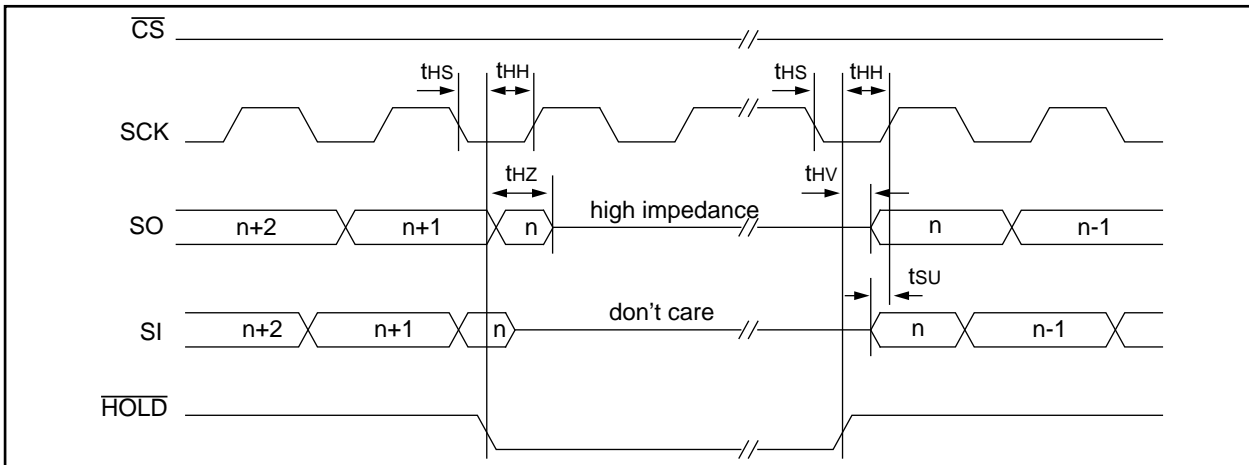 CS
tHS tHH tHS tHH
SCK
tHZ tHV
high impedance
SO n+2 n+1 n n n-1
tSU
don't care
SI n+2 n+1 n n n-1
HOLD